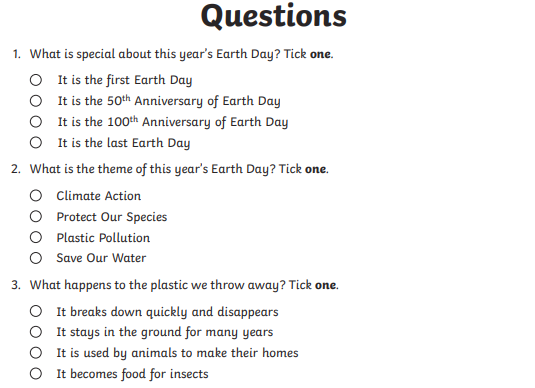 Questions
1. What is special about this year's Earth Day? Tick one.
It is the first Earth Day
It is the 50th Anniversary of Earth Day
It is the 100th Anniversary of Earth Day
It is the last Earth Day
2. What is the theme of this year's Earth Day? Tick one.
Climate Action
Protect Our Species
Plastic Pollution
Save Our Water
3. What happens to the plastic we throw away? Tick one.
It breaks down quickly and disappears
It stays in the ground for many years
It is used by animals to make their homes
It becomes food for insects